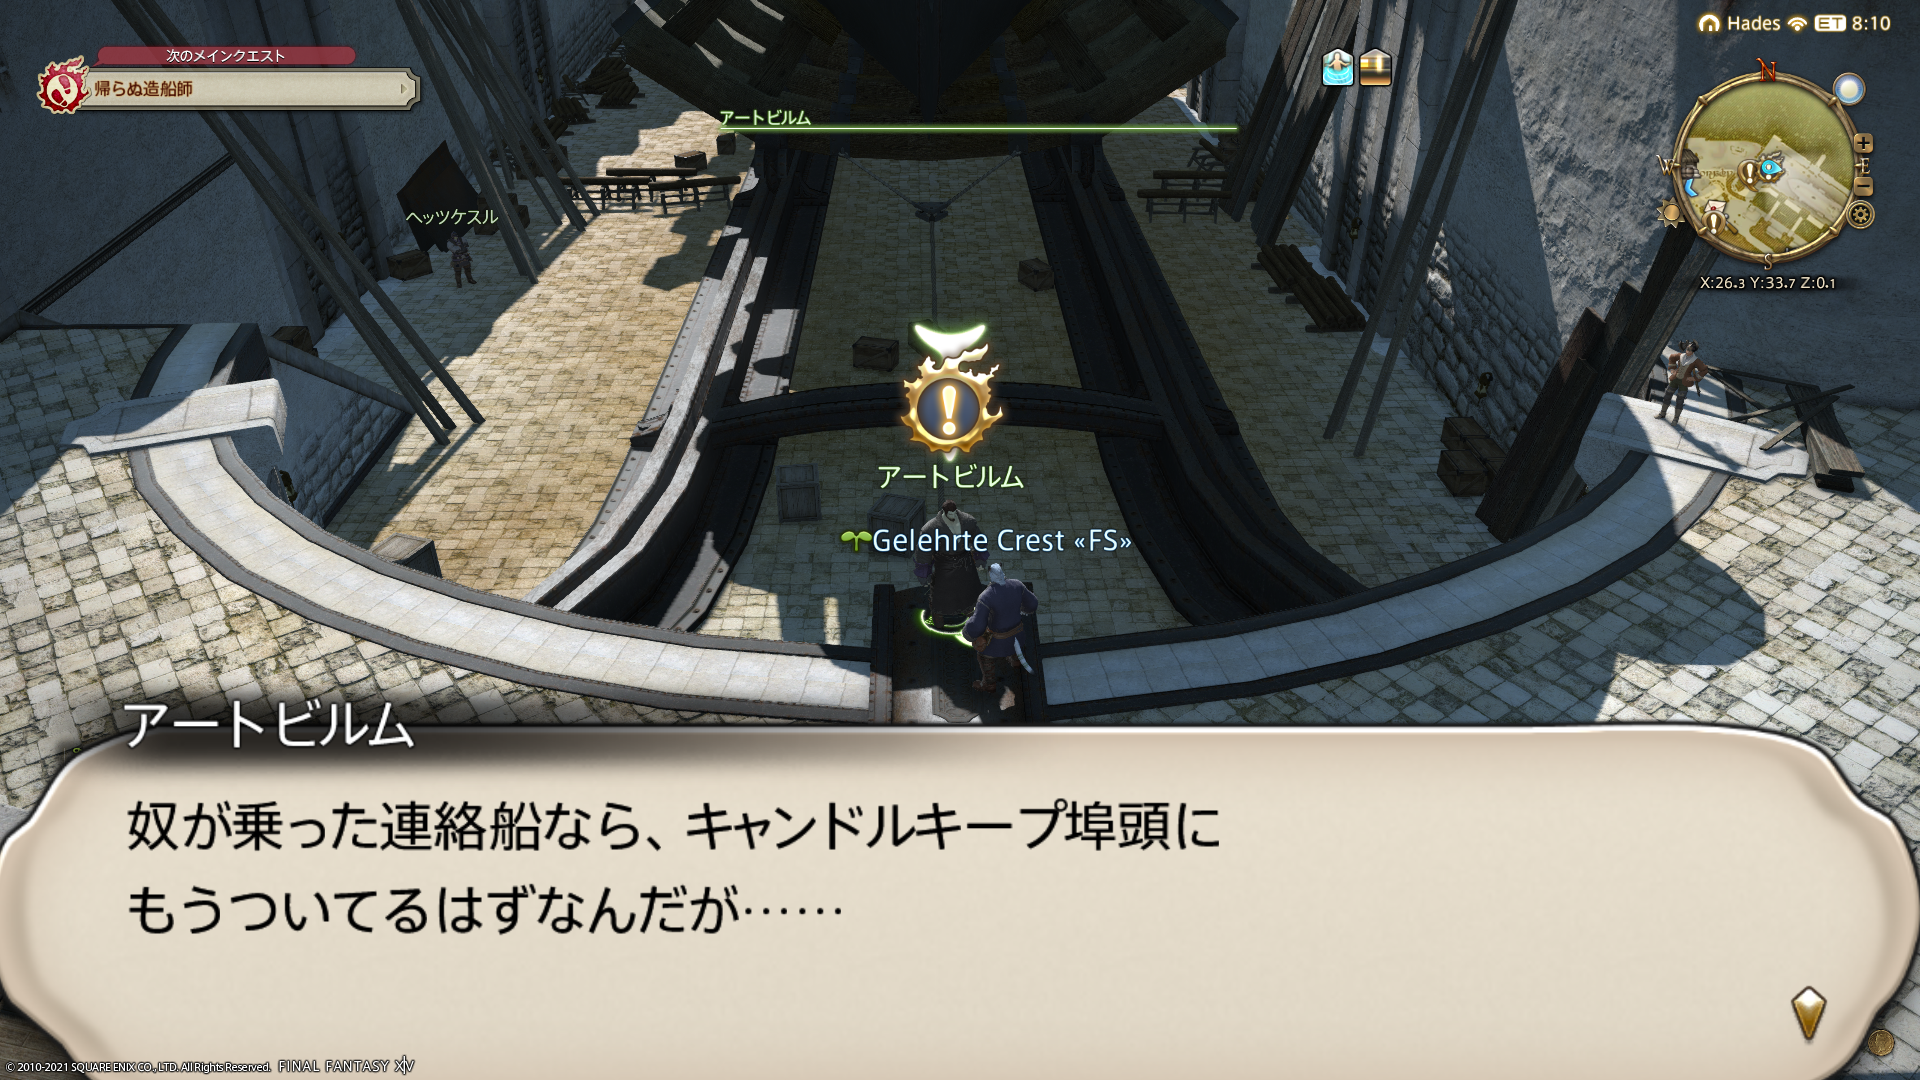 次のメインクエスト
帰らぬ造船師
Hades ET 8:10
N
W
E
S
X:26.3 Y:33.7 Z:0.1
アートビルム
ヘッツケスル
アートビルム
Gelehrte Crest «FS»
アートビルム
奴が乗った連絡船なら、キャンドルキープ埠頭に
もうついてるはずなんだが……
© 2010-2021 SQUARE ENIX CO., LTD. All Rights Reserved. FINAL FANTASY XIV